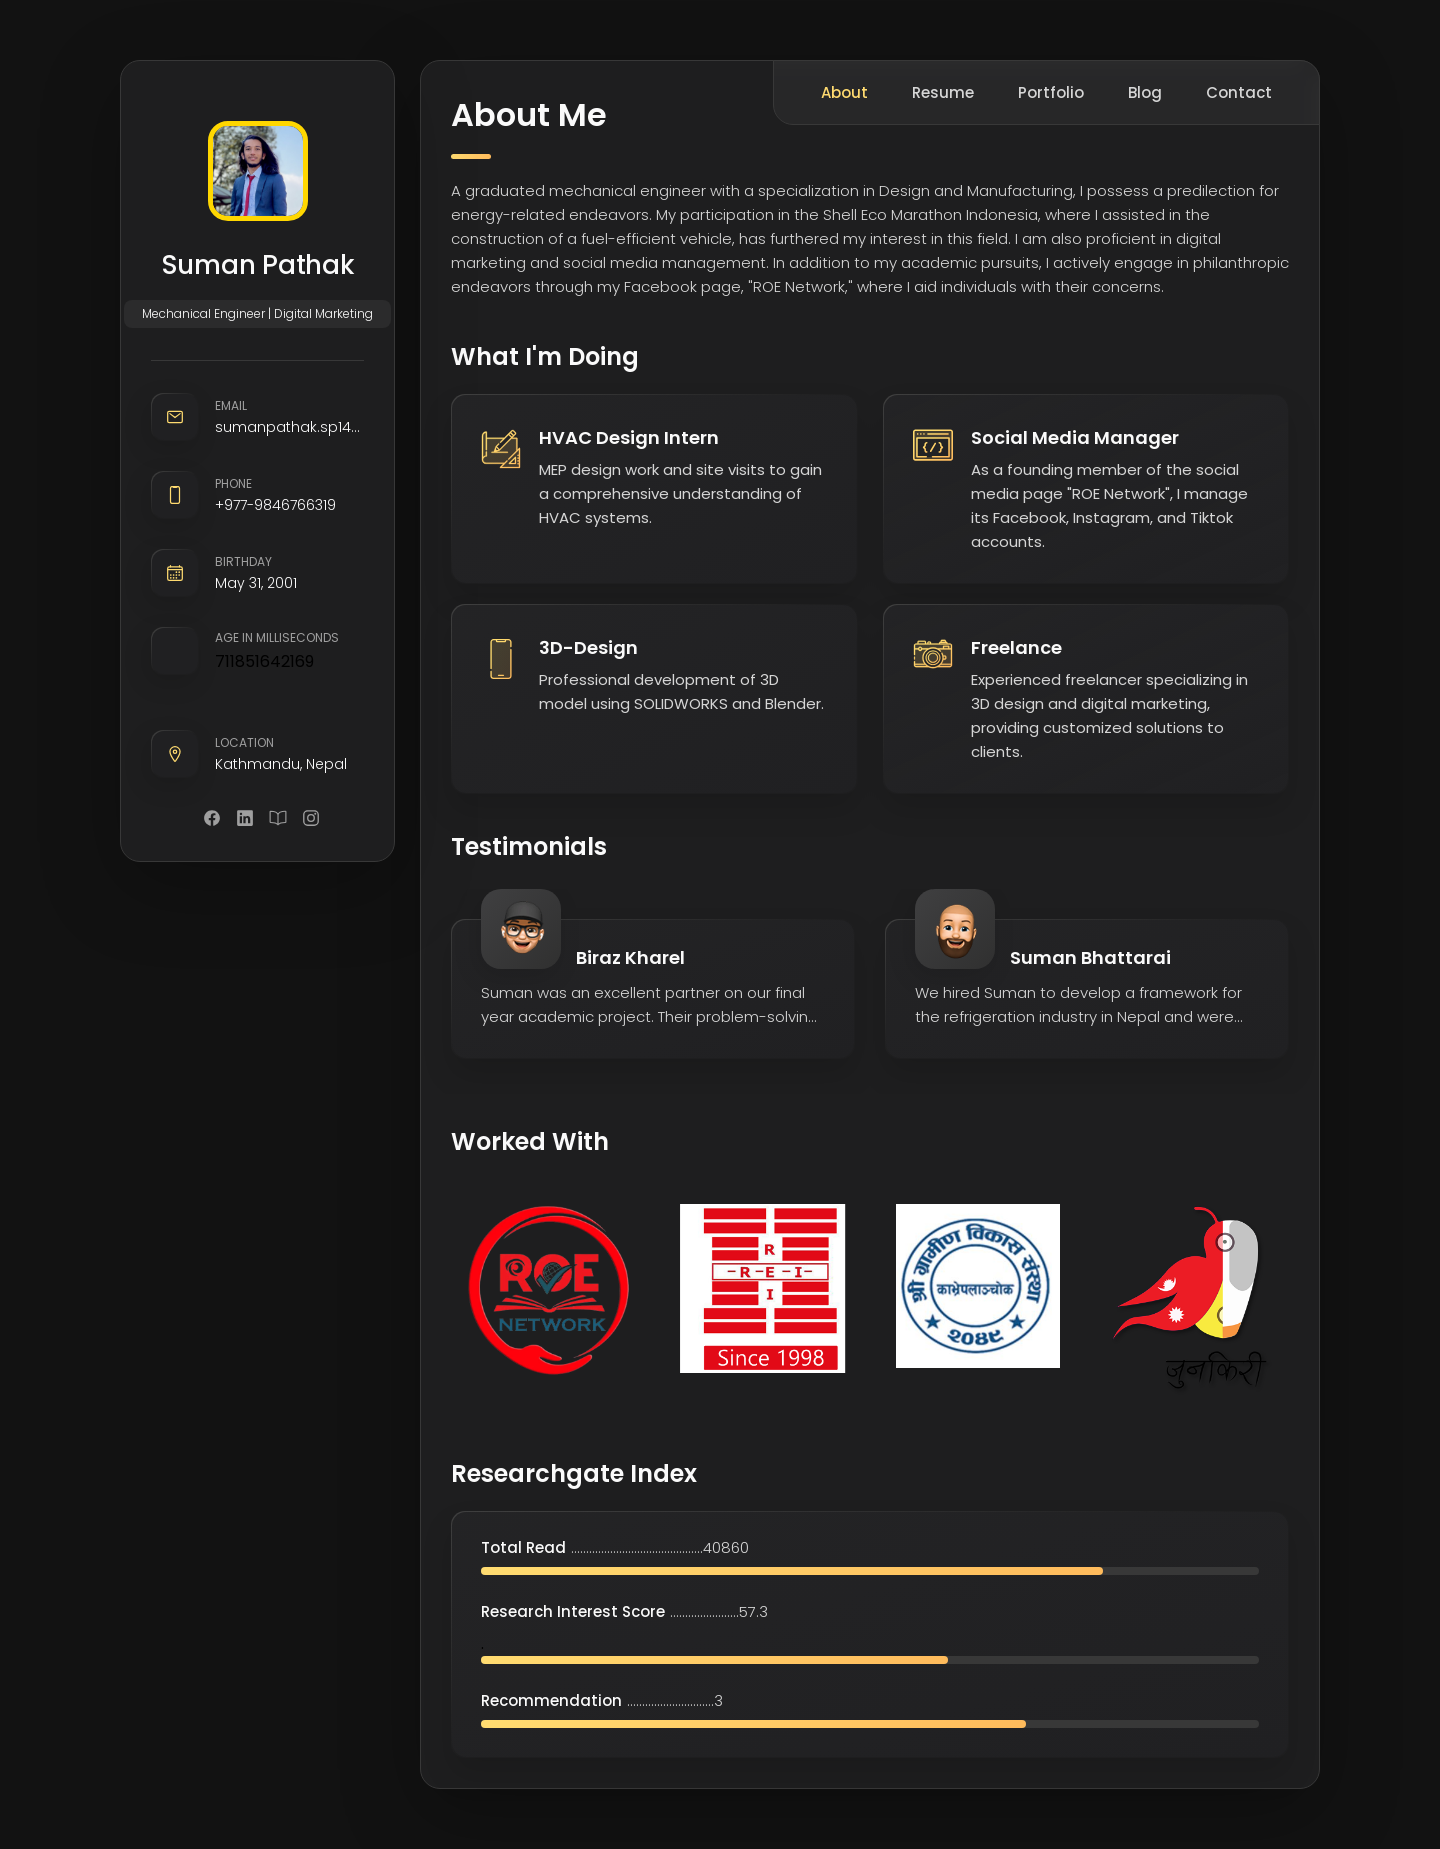 Suman Pathak
Mechanical Engineer | Digital Marketing
EMAIL
sumanpathak.sp14...
PHONE
+977-9846766319
BIRTHDAY
May 31, 2001
AGE IN MILLISECONDS
711851642169
LOCATION
Kathmandu, Nepal
About
Resume
Portfolio
Blog
Contact
About Me
A graduated mechanical engineer with a specialization in Design and Manufacturing, I possess a predilection for
energy-related endeavors. My participation in the Shell Eco Marathon Indonesia, where I assisted in the
construction of a fuel-efficient vehicle, has furthered my interest in this field. I am also proficient in digital
marketing and social media management. In addition to my academic pursuits, I actively engage in philanthropic
endeavors through my Facebook page, "ROE Network," where I aid individuals with their concerns.
What I'm Doing
HVAC Design Intern
MEP design work and site visits to gain
a comprehensive understanding of
HVAC systems.
Social Media Manager
As a founding member of the social
media page "ROE Network", I manage
its Facebook, Instagram, and Tiktok
accounts.
3D-Design
Professional development of 3D
model using SOLIDWORKS and Blender.
Freelance
Experienced freelancer specializing in
3D design and digital marketing,
providing customized solutions to
clients.
Testimonials
Biraz Kharel
Suman was an excellent partner on our final
year academic project. Their problem-solvin...
Suman Bhattarai
We hired Suman to develop a framework for
the refrigeration industry in Nepal and were...
Worked With
ROE
NETWORK
R
-R-E-I-
I
Since 1998
श्री ग्रामीण विकास संस्था
काभ्रेपलाञ्चोक
२०४९
जुनकिरी
Researchgate Index
Total Read ............................................40860
Research Interest Score .......................57.3
.
Recommendation .............................3